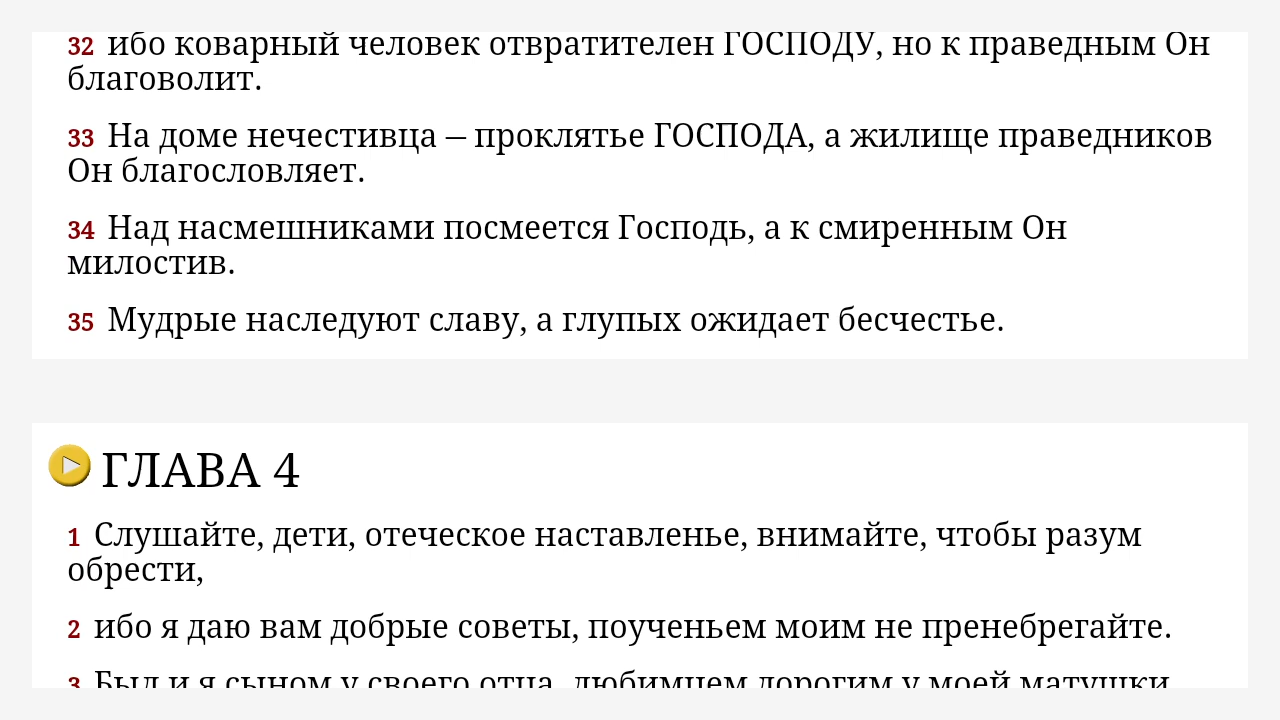 32 ибо коварный человек отвратителен ГОСПОДУ, но к праведным Он
благоволит.
33 На доме нечестивца – проклятье ГОСПОДА, а жилище праведников
Он благословляет.
34 Над насмешниками посмеется Господь, а к смиренным Он
милостив.
35 Мудрые наследуют славу, а глупых ожидает бесчестье.
ГЛАВА 4
1 Слушайте, дети, отеческое наставленье, внимайте, чтобы разум
обрести,
2 ибо я даю вам добрые советы, поученьем моим не пренебрегайте.
3 Был и я сыном у своего отца, любимцем дорогим у моей матушки